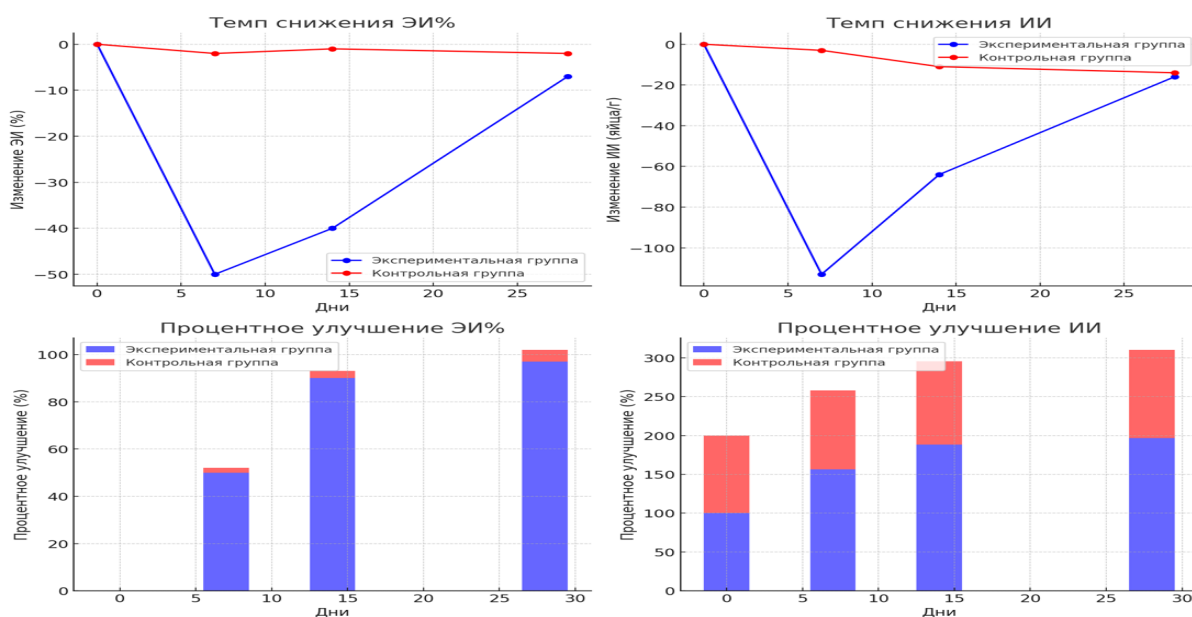 Темп снижения ЭИ%
0
−10
−20
−30
−40
−50
Изменение ЭИ (%)
Экспериментальная группа
Контрольная группа
0 5 10 15 20 25
Дни
Темп снижения ИИ
0
−20
−40
−60
−80
−100
Изменение ИИ (яйца/г)
Экспериментальная группа
Контрольная группа
0 5 10 15 20 25
Дни
Процентное улучшение ЭИ%
100
80
60
40
20
0
Процентное улучшение (%)
Экспериментальная группа
Контрольная группа
0 5 10 15 20 25 30
Дни
Процентное улучшение ИИ
300
250
200
150
100
50
0
Процентное улучшение (%)
Экспериментальная группа
Контрольная группа
0 5 10 15 20 25 30
Дни